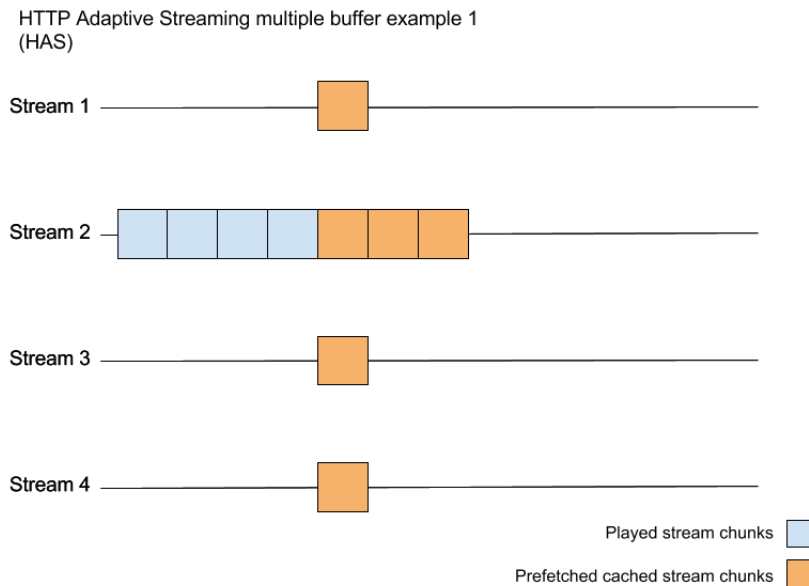 HTTP Adaptive Streaming multiple buffer example 1
(HAS)
Stream 1
Stream 2
Stream 3
Stream 4
Played stream chunks
Prefetched cached stream chunks